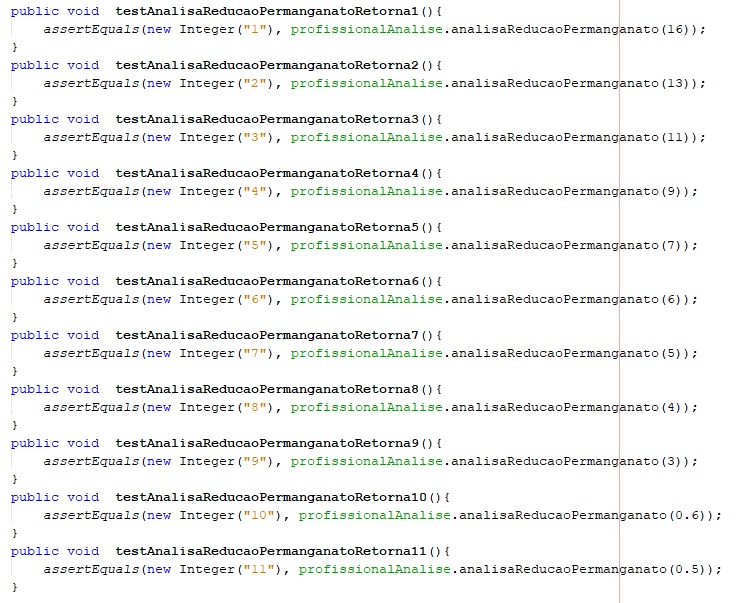 public void  testAnalisaReducaoPermanganatoRetorna1(){
    assertEquals(new Integer("1"), profissionalAnalise.analisaReducaoPermanganato(16));
}
public void  testAnalisaReducaoPermanganatoRetorna2(){
    assertEquals(new Integer("2"), profissionalAnalise.analisaReducaoPermanganato(13));
}
public void  testAnalisaReducaoPermanganatoRetorna3(){
    assertEquals(new Integer("3"), profissionalAnalise.analisaReducaoPermanganato(11));
}
public void  testAnalisaReducaoPermanganatoRetorna4(){
    assertEquals(new Integer("4"), profissionalAnalise.analisaReducaoPermanganato(9));
}
public void  testAnalisaReducaoPermanganatoRetorna5(){
    assertEquals(new Integer("5"), profissionalAnalise.analisaReducaoPermanganato(7));
}
public void  testAnalisaReducaoPermanganatoRetorna6(){
    assertEquals(new Integer("6"), profissionalAnalise.analisaReducaoPermanganato(6));
}
public void  testAnalisaReducaoPermanganatoRetorna7(){
    assertEquals(new Integer("7"), profissionalAnalise.analisaReducaoPermanganato(5));
}
public void  testAnalisaReducaoPermanganatoRetorna8(){
    assertEquals(new Integer("8"), profissionalAnalise.analisaReducaoPermanganato(4));
}
public void  testAnalisaReducaoPermanganatoRetorna9(){
    assertEquals(new Integer("9"), profissionalAnalise.analisaReducaoPermanganato(3));
}
public void  testAnalisaReducaoPermanganatoRetorna10(){
    assertEquals(new Integer("10"), profissionalAnalise.analisaReducaoPermanganato(0.6));
}
public void  testAnalisaReducaoPermanganatoRetorna11(){
    assertEquals(new Integer("11"), profissionalAnalise.analisaReducaoPermanganato(0.5));
}